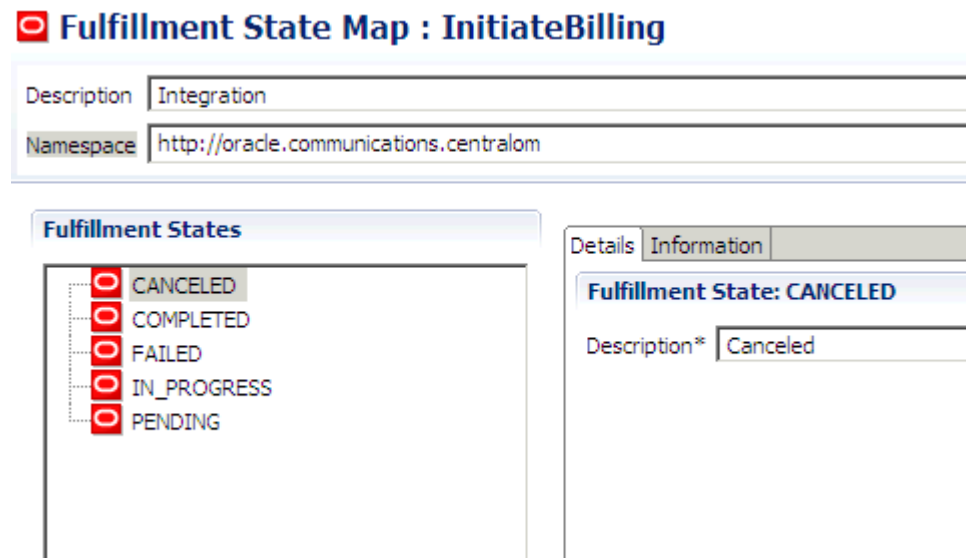 Fulfillment State Map : InitiateBilling
Description Integration
Namespace http://oracle.communications.centralom
Fulfillment States
CANCELED
COMPLETED
FAILED
IN_PROGRESS
PENDING
Details Information
Fulfillment State: CANCELED
Description* Canceled